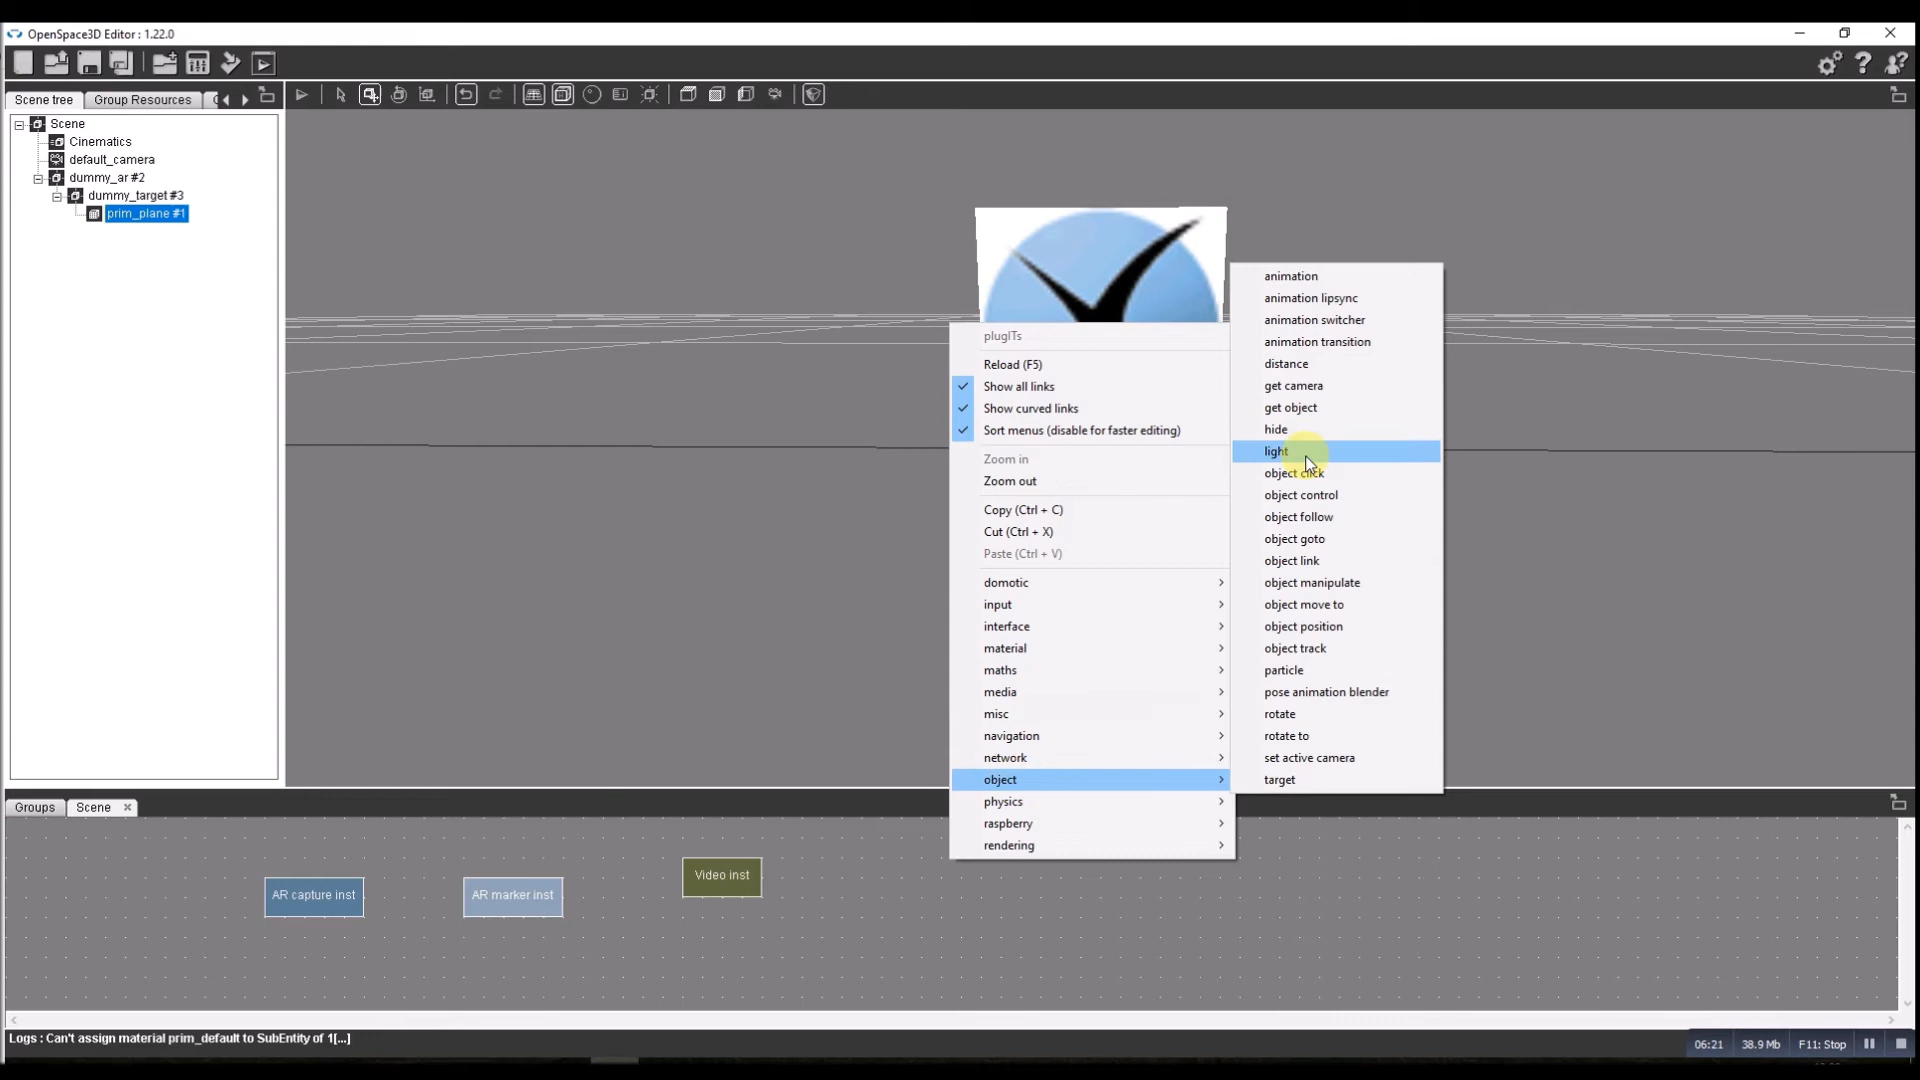 OpenSpace3D Editor : 1.22.0
Scene tree
Group Resources
Scene
Cinematics
default_camera
dummy_ar #2
dummy_target #3
prim_plane #1
plugITs
Reload (F5)
Show all links
Show curved links
Sort menus (disable for faster editing)
Zoom in
Zoom out
Copy (Ctrl + C)
Cut (Ctrl + X)
Paste (Ctrl + V)
domotic
input
interface
material
maths
media
misc
navigation
network
object
physics
raspberry
rendering
animation
animation lipsync
animation switcher
animation transition
distance
get camera
get object
hide
light
object click
object control
object follow
object goto
object link
object manipulate
object move to
object position
object track
particle
pose animation blender
rotate
rotate to
set active camera
target
Groups
Scene
AR capture inst
AR marker inst
Video inst
Logs : Can't assign material prim_default to SubEntity of 1[...]
06:21
38.9 Mb
F11: Stop